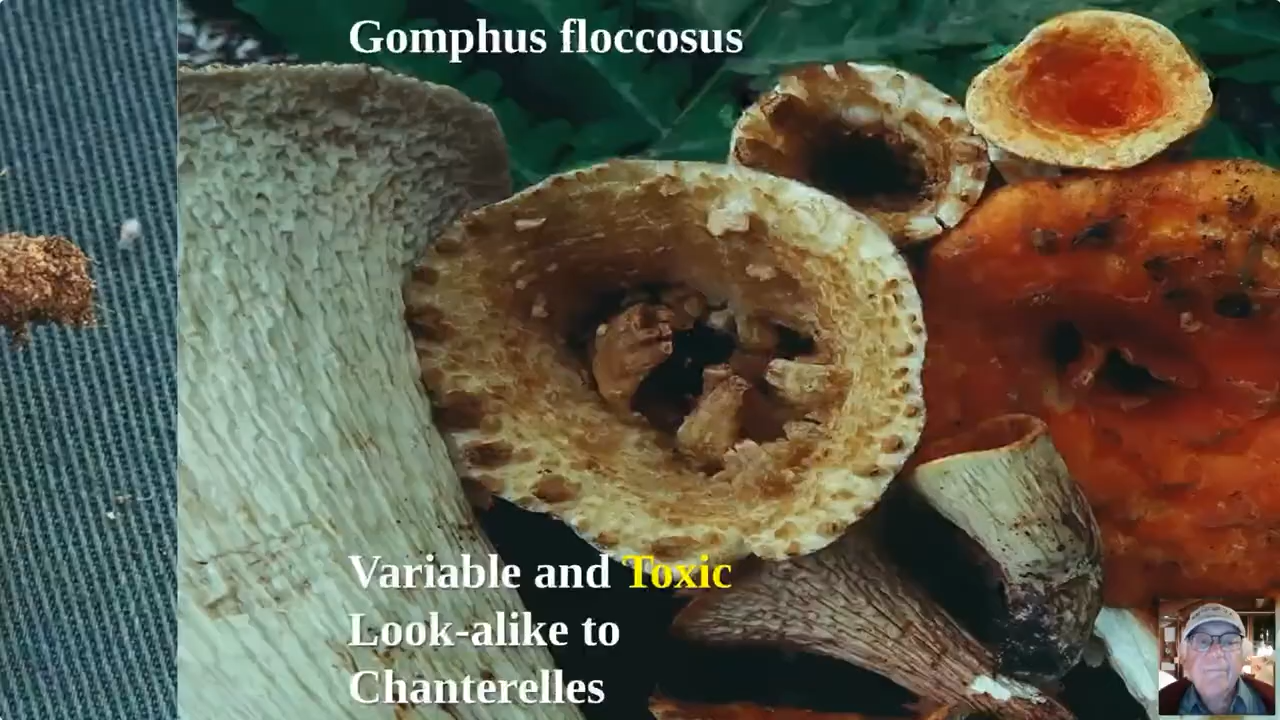 Gomphus floccosus
Variable and Toxic
Look-alike to
Chanterelles